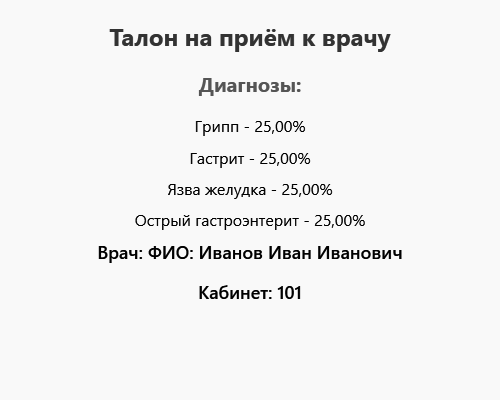 Талон на приём к врачу
Диагнозы:
Грипп - 25,00%
Гастрит - 25,00%
Язва желудка - 25,00%
Острый гастроэнтерит - 25,00%
Врач: ФИО: Иванов Иван Иванович
Кабинет: 101